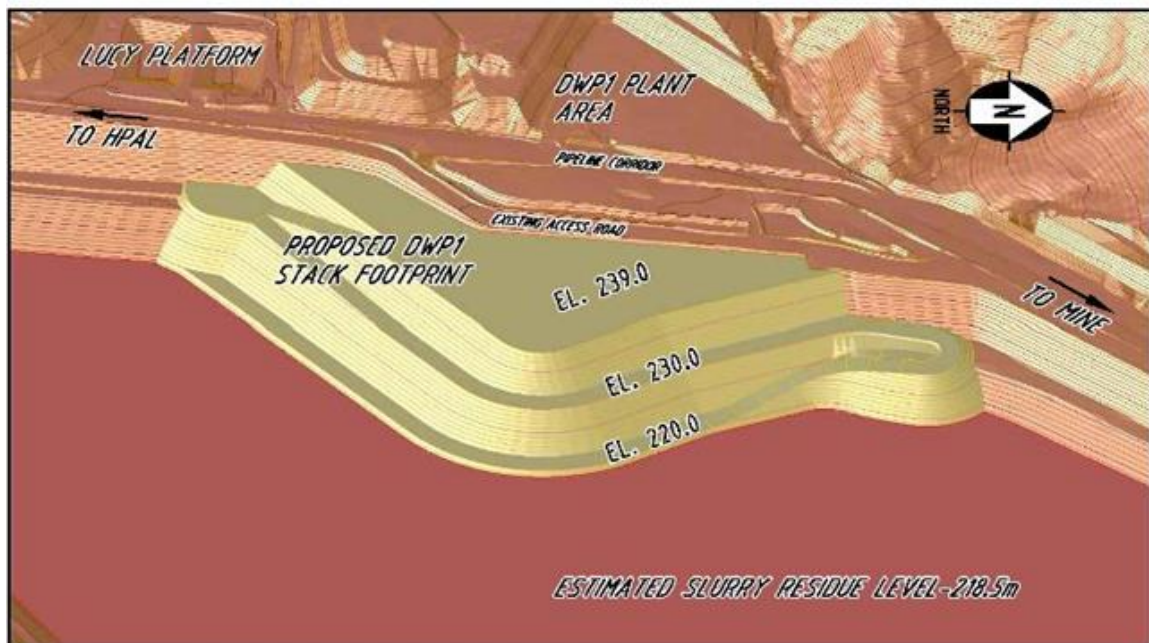 LUCY PLATFORM
DWP1 PLANT
AREA
N
NORTH
TO HPAL
PIPELINE CORRIDOR
EXISTING ACCESS ROAD
PROPOSED DWP1
STACK FOOTPRINT
EL. 239.0
TO MINE
EL. 230.0
EL. 220.0
ESTIMATED SLURRY RESIDUE LEVEL-218.5m